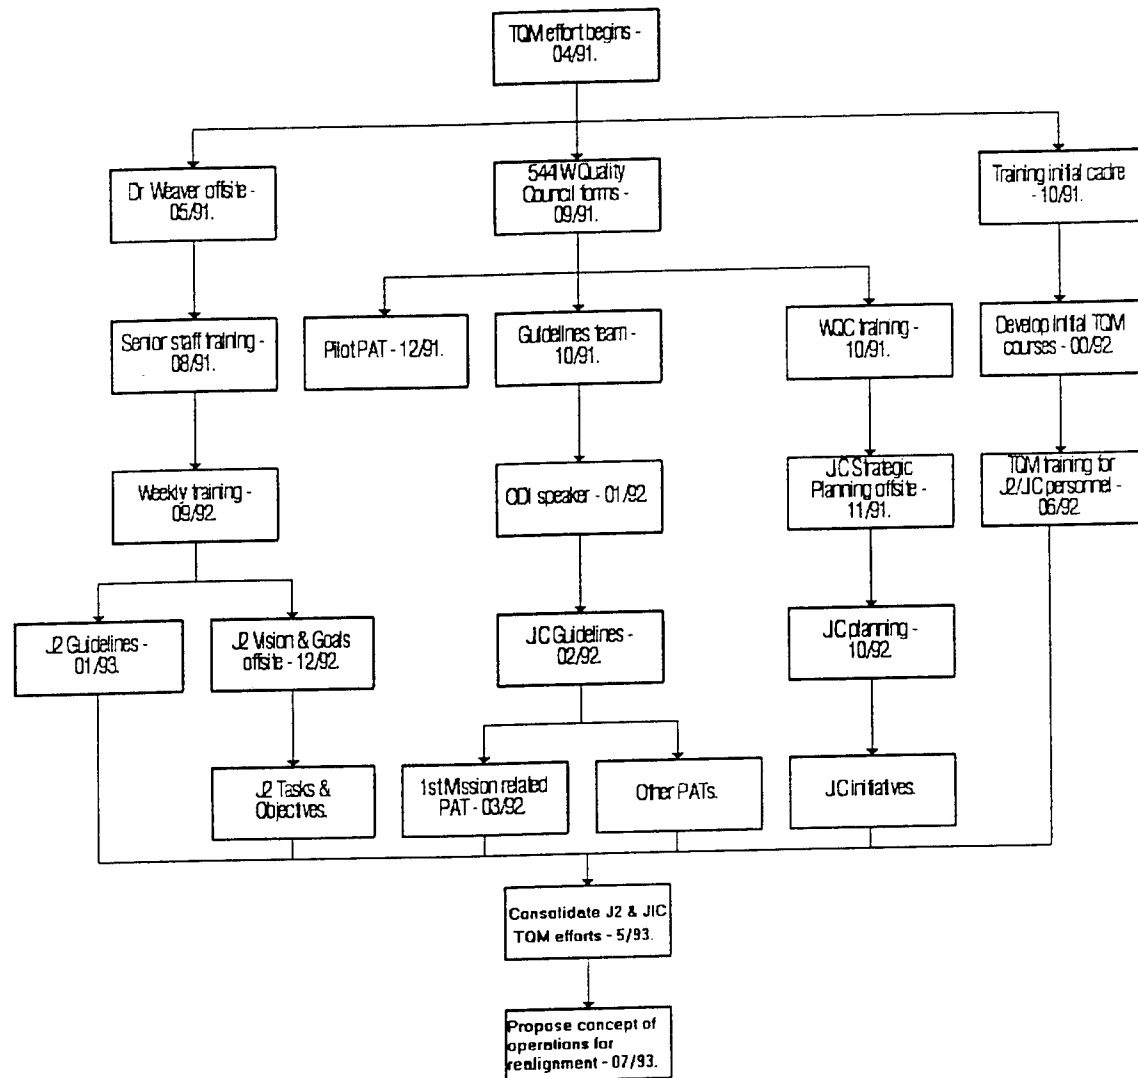 TQM effort begins -
04/91.
Dr Weaver offsite -
05/91.
544IW Quality
Council forms -
09/91.
Training initial cadre
- 10/91.
Senior staff training -
08/91.
Pilot PAT - 12/91.
Guidelines team -
10/91.
WQC training -
10/91.
Develop initial TQM
courses - 00/92.
Weekly training -
09/92.
ODI speaker - 01/92.
JIC Strategic
Planning offsite -
11/91.
TQM training for
J2/JIC personnel -
06/92.
J2 Guidelines -
01/93.
J2 Vision & Goals
offsite - 12/92.
JIC Guidelines -
02/92.
JIC planning -
10/92.
J2 Tasks &
Objectives.
1st Mission related
PAT - 03/92.
Other PATs.
JIC initiatives.
Consolidate J2 & JIC
TQM efforts - 5/93.
Propose concept of
operations for
realignment - 07/93.